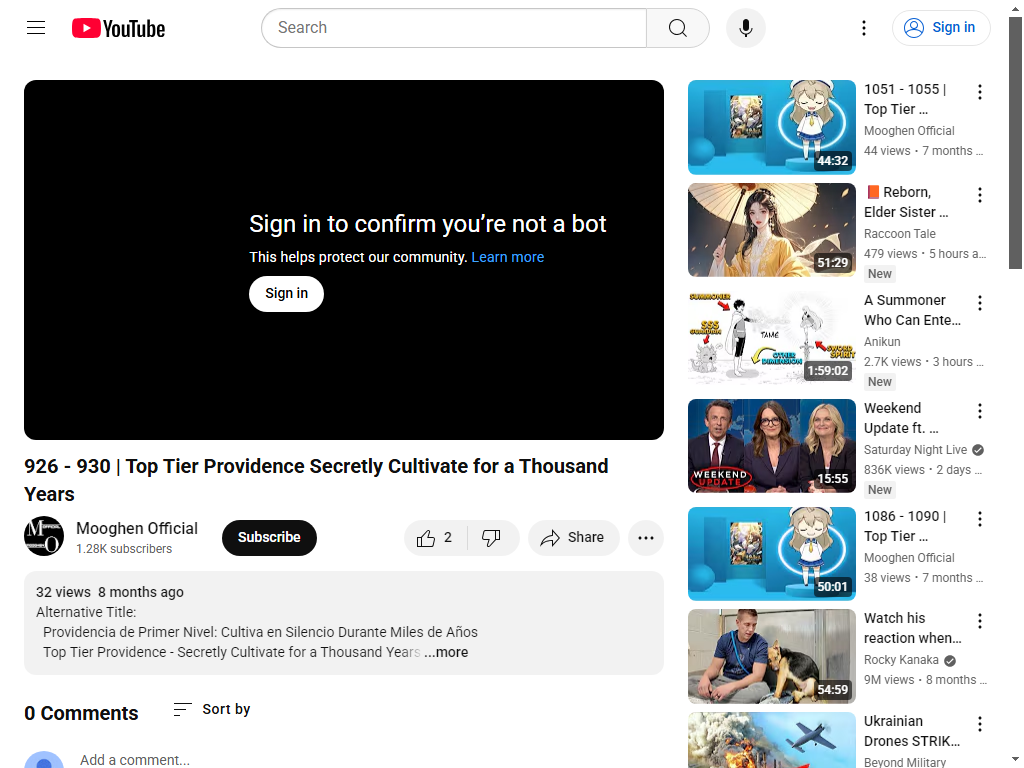 YouTube
Search
Sign in
Sign in to confirm you're not a bot
This helps protect our community. Learn more
Sign in
926 - 930 | Top Tier Providence Secretly Cultivate for a Thousand
Years
Mooghen Official
1.28K subscribers
Subscribe
2
Share
32 views 8 months ago
Alternative Title:
Providencia de Primer Nivel: Cultiva en Silencio Durante Miles de Años
Top Tier Providence - Secretly Cultivate for a Thousand Years ...more
0 Comments
Sort by
Add a comment...
44:32
1051 - 1055 |
Top Tier ...
Mooghen Official
44 views • 7 months ...
51:29
📙 Reborn,
Elder Sister ...
Raccoon Tale
479 views • 5 hours a...
New
SUMMONER
SSS
TAME
OTHER
DIMENSION
SWORD
SPIRIT
1:59:02
A Summoner
Who Can Ente...
Anikun
2.7K views • 3 hours ...
New
WEEKEND
UPDATE
15:55
Weekend
Update ft. ...
Saturday Night Live
836K views • 2 days ...
New
50:01
1086 - 1090 |
Top Tier ...
Mooghen Official
38 views • 7 months ...
54:59
Watch his
reaction when...
Rocky Kanaka
9M views • 8 months ...
Ukrainian
Drones STRIK...
Beyond Military